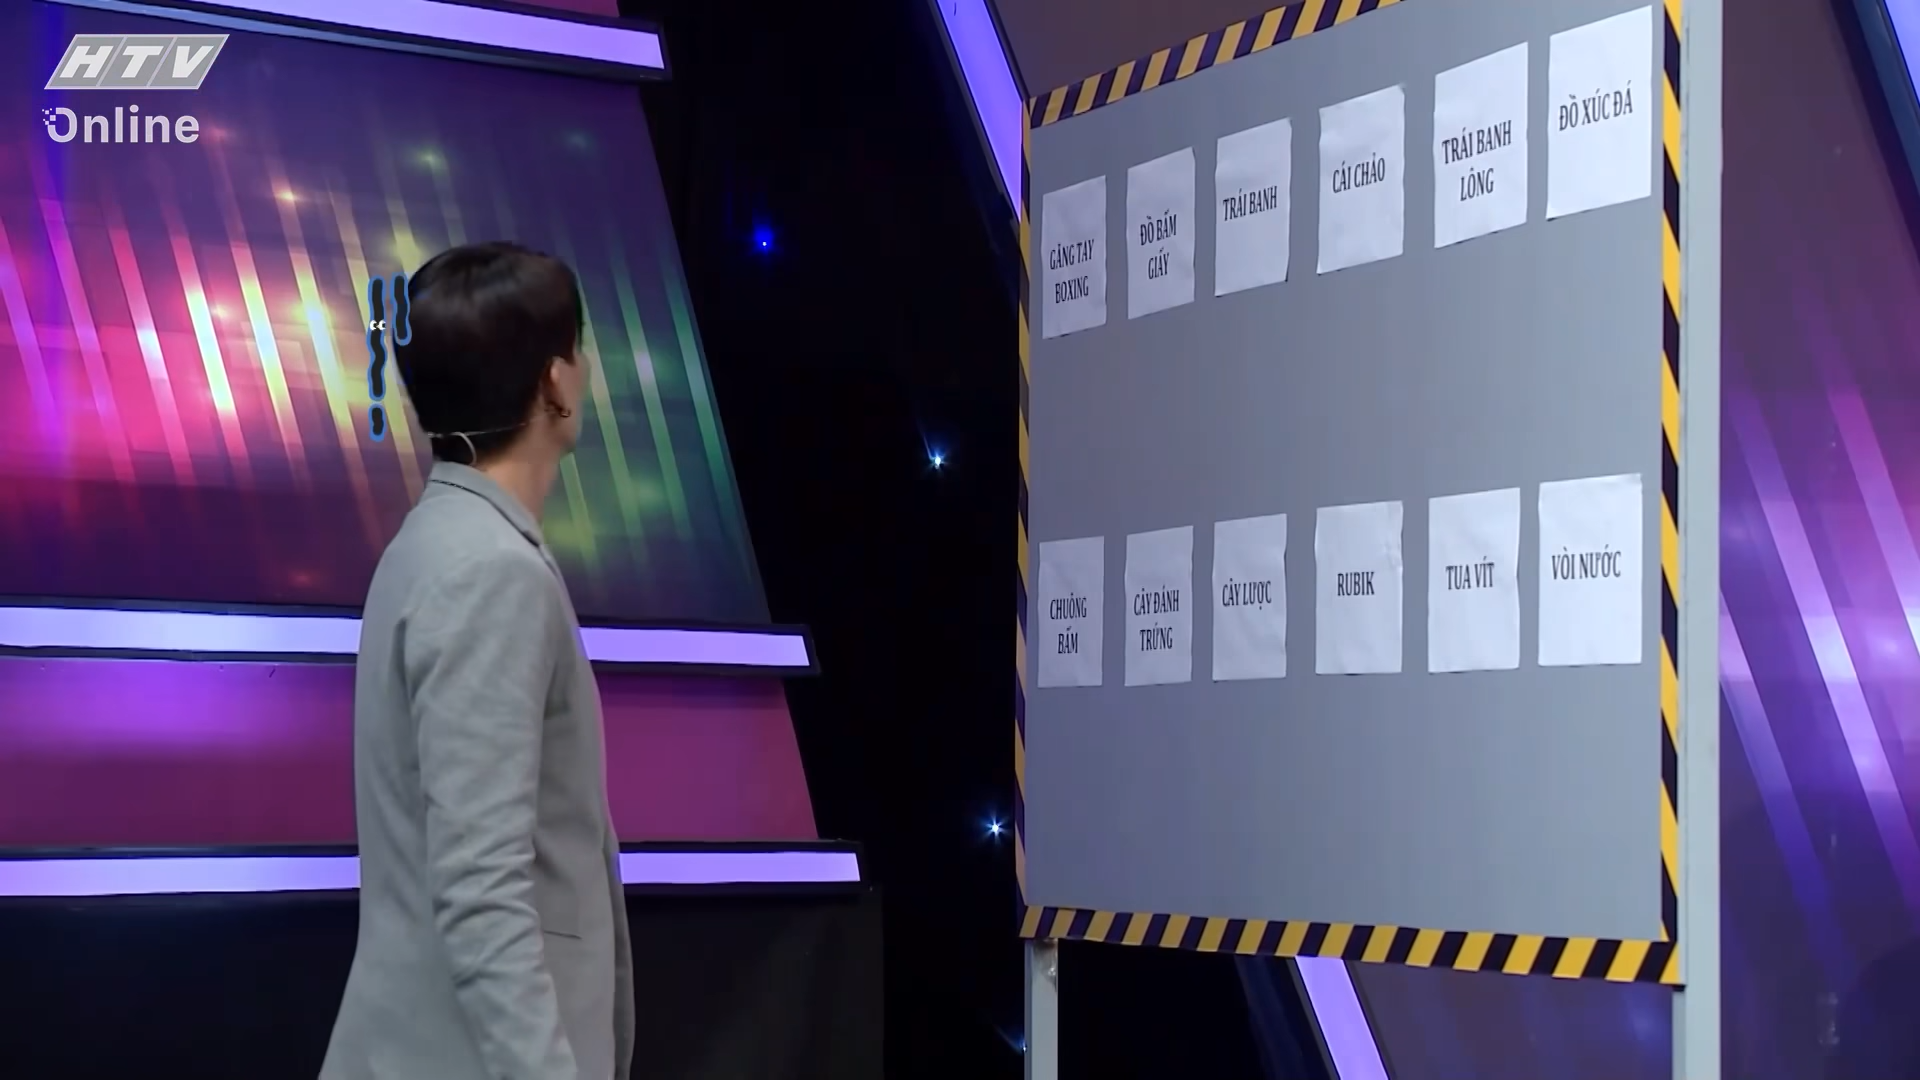 HTV
Online
GĂNG TAY
BOXING
ĐỒ BẤM
GIẤY
TRÁI BANH
CÁI CHẢO
TRÁI BANH
LÔNG
ĐỒ XÚC ĐÁ
CHUÔNG
BẤM
CÂY ĐÁNH
TRỨNG
CÂY LƯỢC
RUBIK
TUA VÍT
VÒI NƯỚC